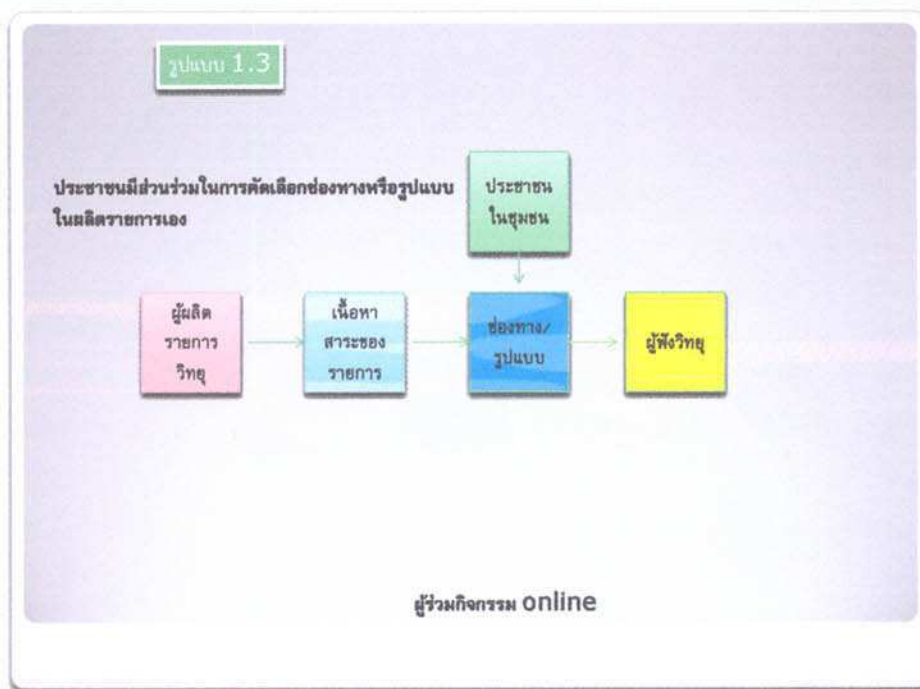 รูปแบบ 1.3
ประชาชนมีส่วนร่วมในการคัดเลือกช่องทางหรือรูปแบบ
ในผลิตรายการเอง
ประชาชน
ในชุมชน
ผู้ผลิต
รายการ
วิทยุ
เนื้อหา
สาระของ
รายการ
ช่องทาง/
รูปแบบ
ผู้ฟังวิทยุ
ผู้ร่วมกิจกรรม online